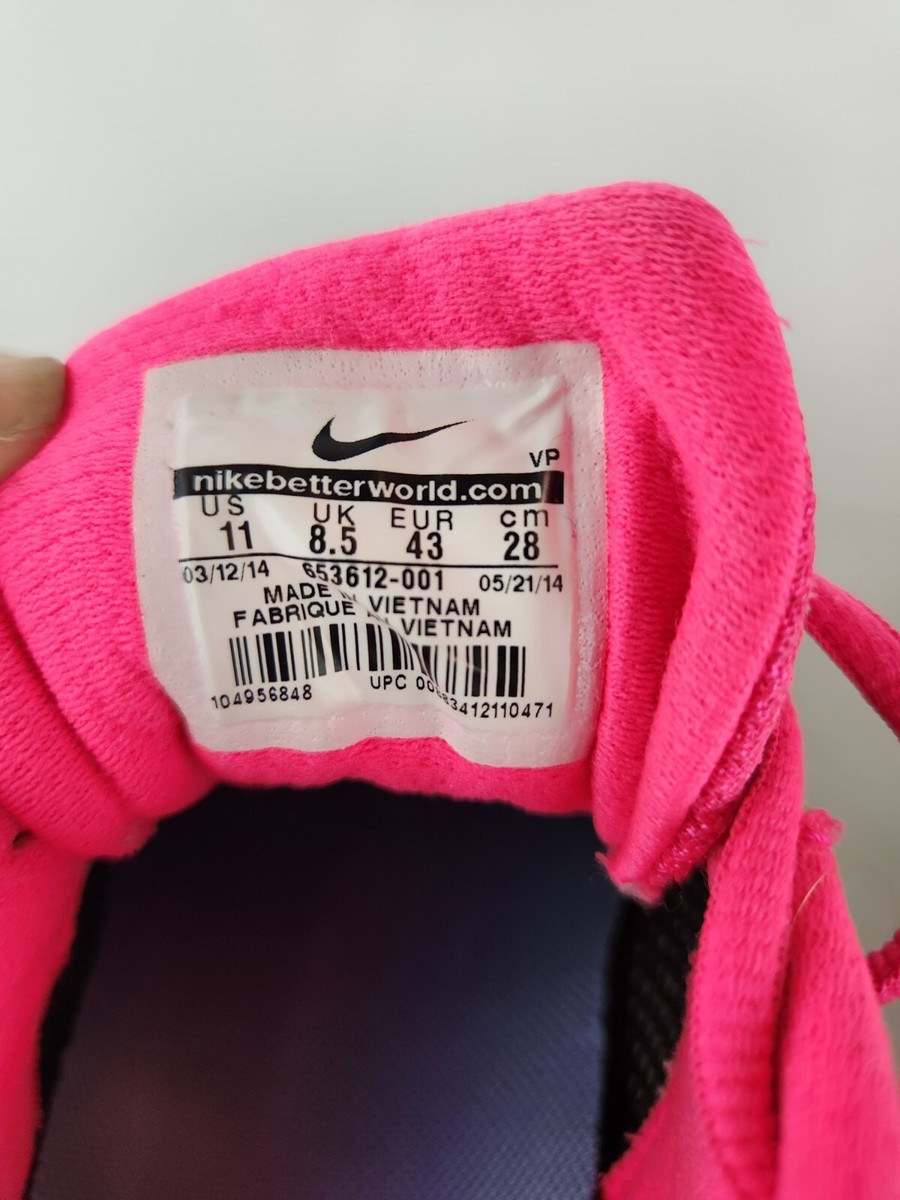 VP
nikebetterworld.com
US UK EUR cm
11 8.5 43 28
03/12/14 653612-001 05/21/14
MADE VIETNAM
FABRIQUE VIETNAM
104956848 UPC 00883412110471